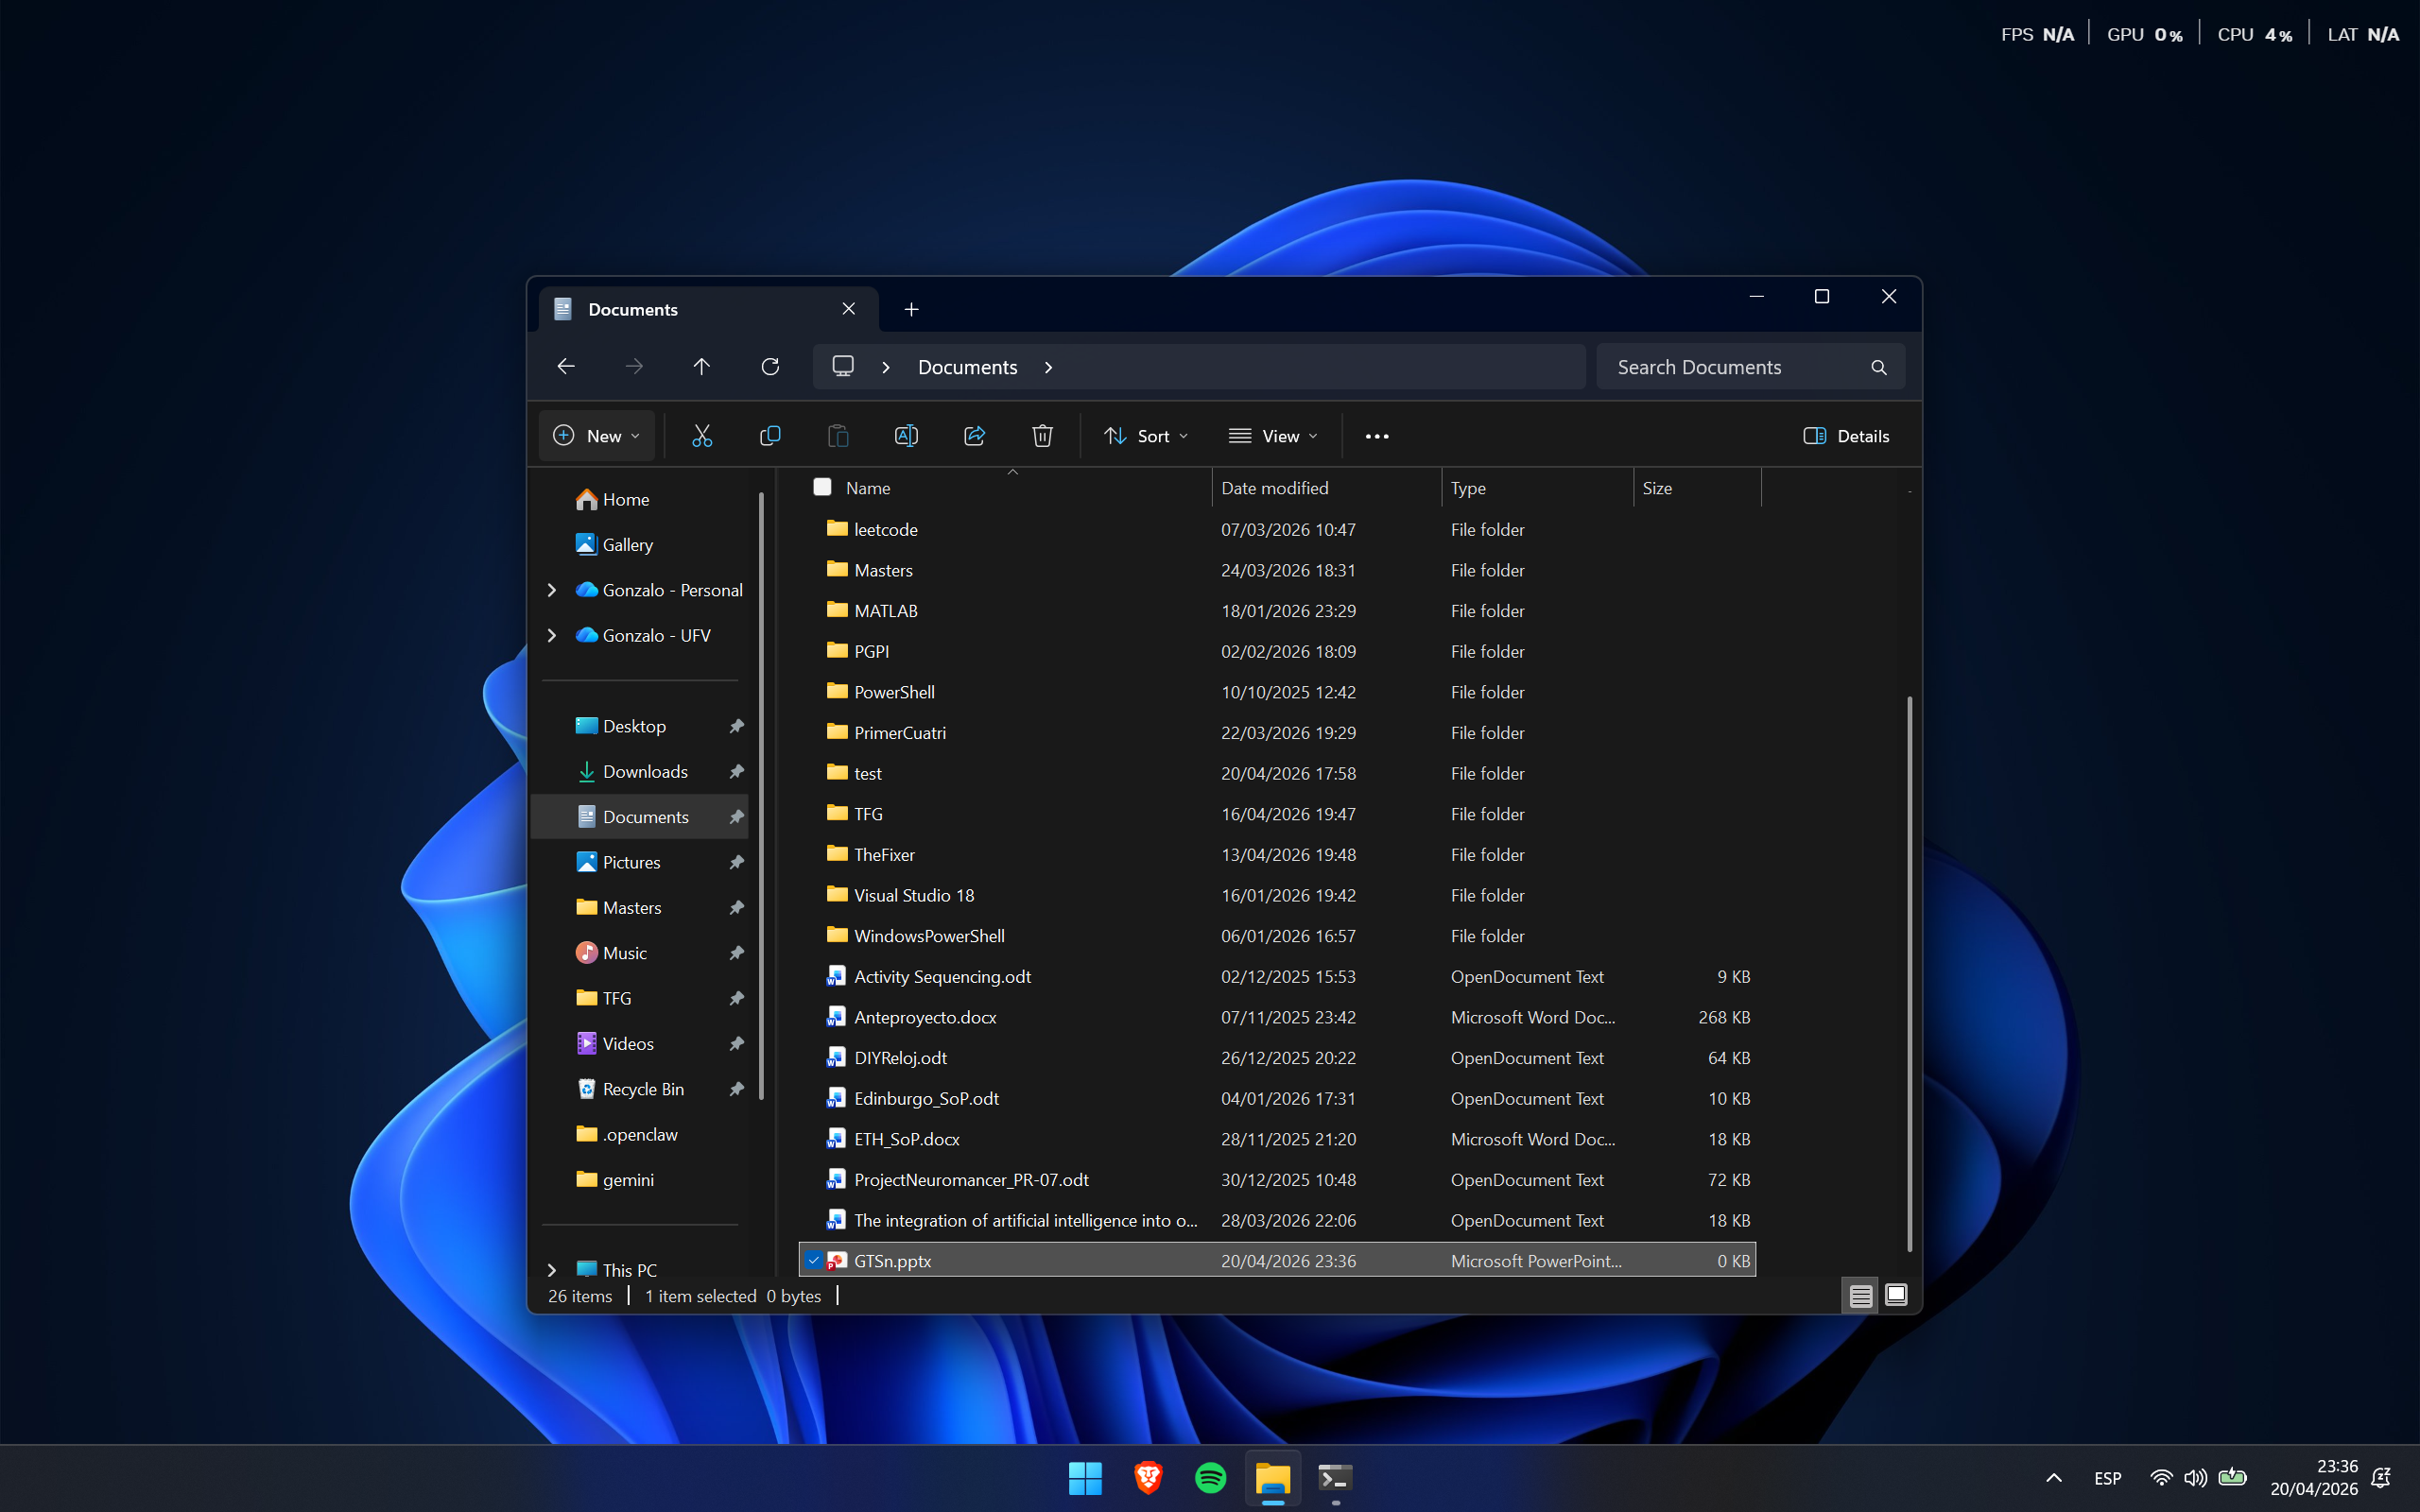 FPS N/A GPU 0% CPU 4% LAT N/A
Documents
Documents
Search Documents
New Sort View Details
Name Date modified Type Size
Home
Gallery
Gonzalo - Personal
Gonzalo - UFV
Desktop
Downloads
Documents
Pictures
Masters
Music
TFG
Videos
Recycle Bin
.openclaw
gemini
This PC
leetcode 07/03/2026 10:47 File folder
Masters 24/03/2026 18:31 File folder
MATLAB 18/01/2026 23:29 File folder
PGPI 02/02/2026 18:09 File folder
PowerShell 10/10/2025 12:42 File folder
PrimerCuatri 22/03/2026 19:29 File folder
test 20/04/2026 17:58 File folder
TFG 16/04/2026 19:47 File folder
TheFixer 13/04/2026 19:48 File folder
Visual Studio 18 16/01/2026 19:42 File folder
WindowsPowerShell 06/01/2026 16:57 File folder
Activity Sequencing.odt 02/12/2025 15:53 OpenDocument Text 9 KB
Anteproyecto.docx 07/11/2025 23:42 Microsoft Word Doc... 268 KB
DIYReloj.odt 26/12/2025 20:22 OpenDocument Text 64 KB
Edinburgo_SoP.odt 04/01/2026 17:31 OpenDocument Text 10 KB
ETH_SoP.docx 28/11/2025 21:20 Microsoft Word Doc... 18 KB
ProjectNeuromancer_PR-07.odt 30/12/2025 10:48 OpenDocument Text 72 KB
The integration of artificial intelligence into o... 28/03/2026 22:06 OpenDocument Text 18 KB
GTSn.pptx 20/04/2026 23:36 Microsoft PowerPoint... 0 KB
26 items 1 item selected 0 bytes
ESP
23:36
20/04/2026